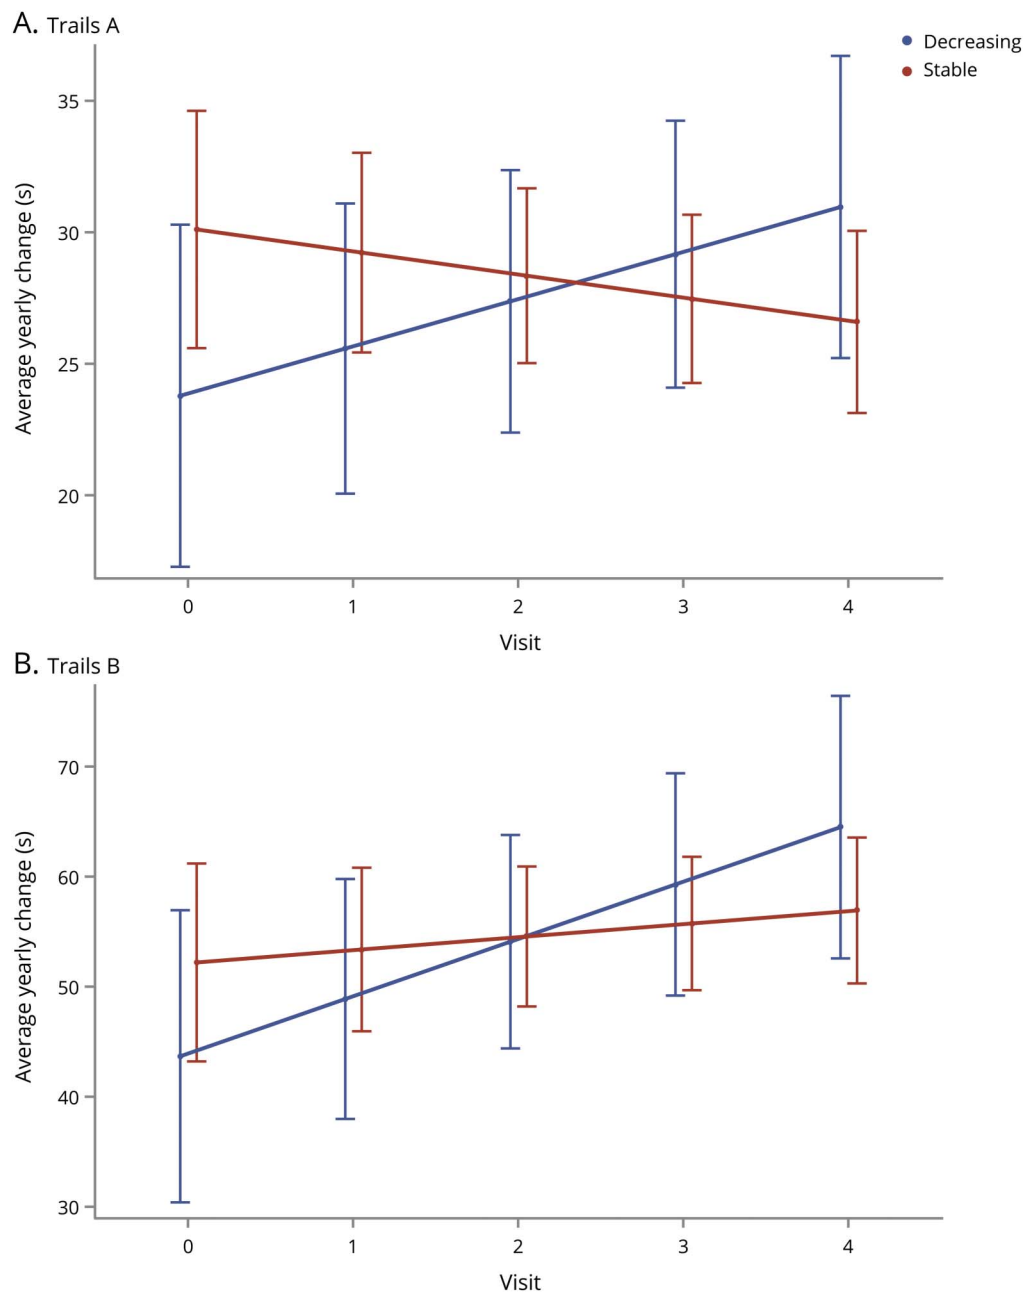 A. Trails A
Decreasing
Stable
Average yearly change (s)
35
30
25
20
0 1 2 3 4
Visit
B. Trails B
Average yearly change (s)
70
60
50
40
30
0 1 2 3 4
Visit